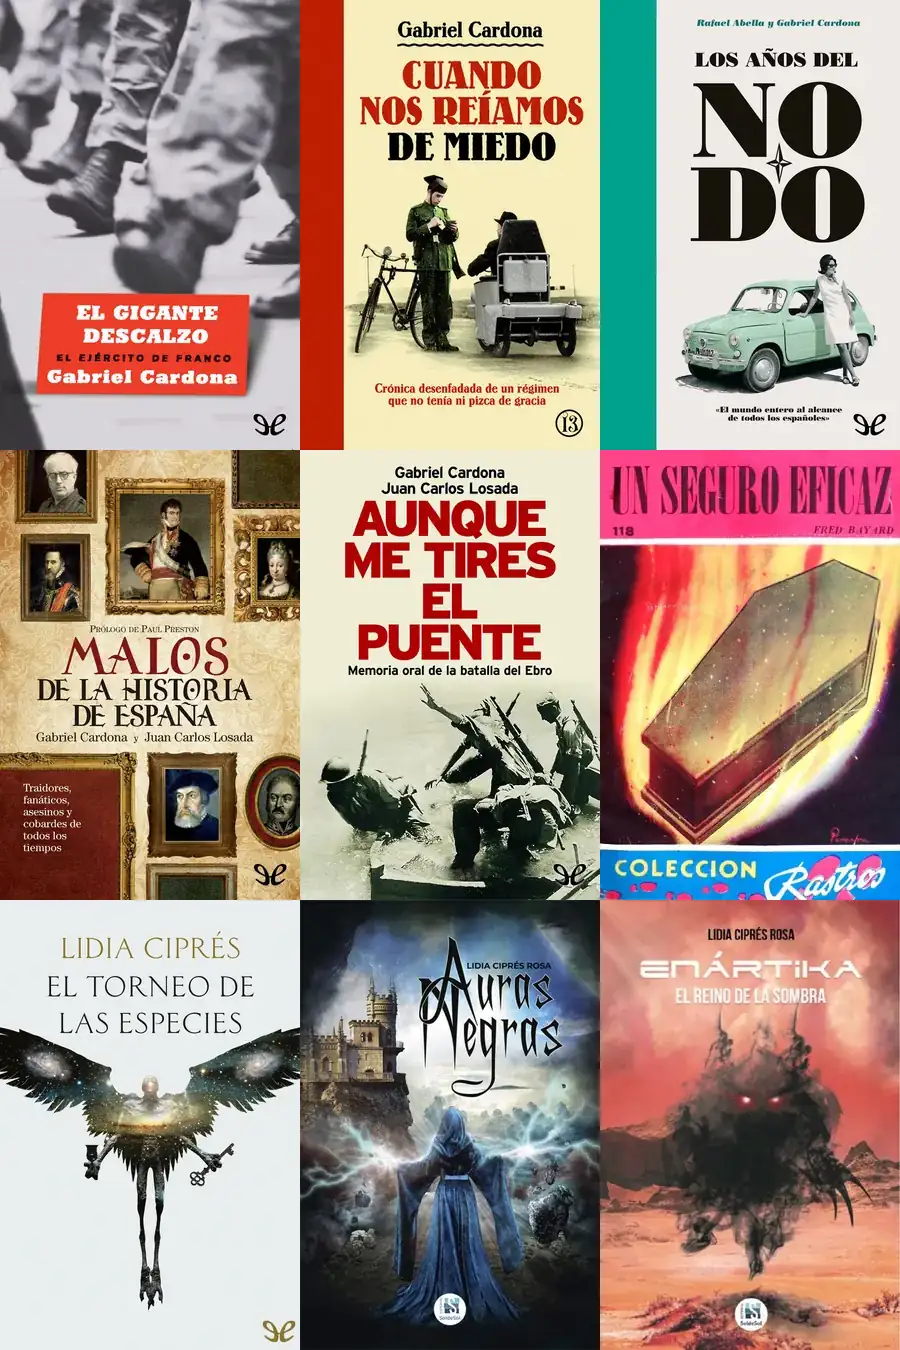 EL GIGANTE
DESCALZO
EL EJÉRCITO DE FRANCO
Gabriel Cardona
Gabriel Cardona
CUANDO
NOS REÍAMOS
DE MIEDO
Crónica desenfadada de un régimen
que no tenía ni pizca de gracia
13
Rafael Abella y Gabriel Cardona
LOS AÑOS DEL
NO
DO
«El mundo entero al alcance
de todos los españoles»
PRÓLOGO DE PAUL PRESTON
MALOS
DE LA HISTORIA
DE ESPAÑA
Gabriel Cardona y Juan Carlos Losada
Traidores,
fanáticos,
asesinos y
cobardes de
todos los
tiempos
Gabriel Cardona
Juan Carlos Losada
AUNQUE
ME TIRES
EL
PUENTE
Memoria oral de la batalla del Ebro
UN SEGURO EFICAZ
118
FRED BAYARD
COLECCION
Rastros
LIDIA CIPRÉS
EL TORNEO DE
LAS ESPECIES
LIDIA CIPRÉS ROSA
Auras
Negras
SoldeSol
LIDIA CIPRÉS ROSA
ENÁRTIKA
EL REINO DE LA SOMBRA
SoldeSol